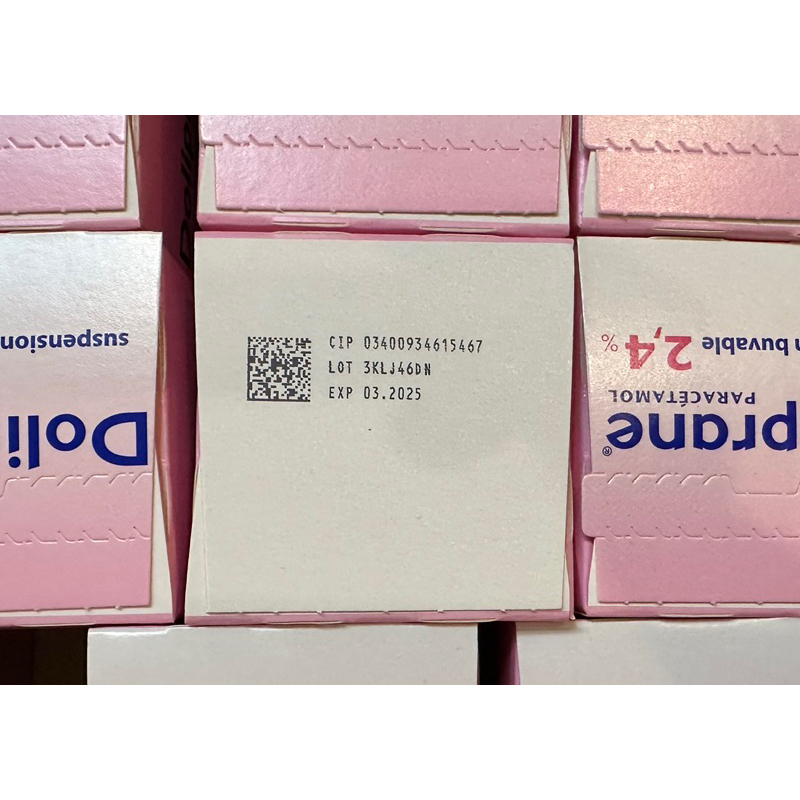 CIP 03400934615467
LOT 3KLJ46DN
EXP 03.2025
suspension
Doli
n buvable 2,4%
PARACÉTAMOL
prane®